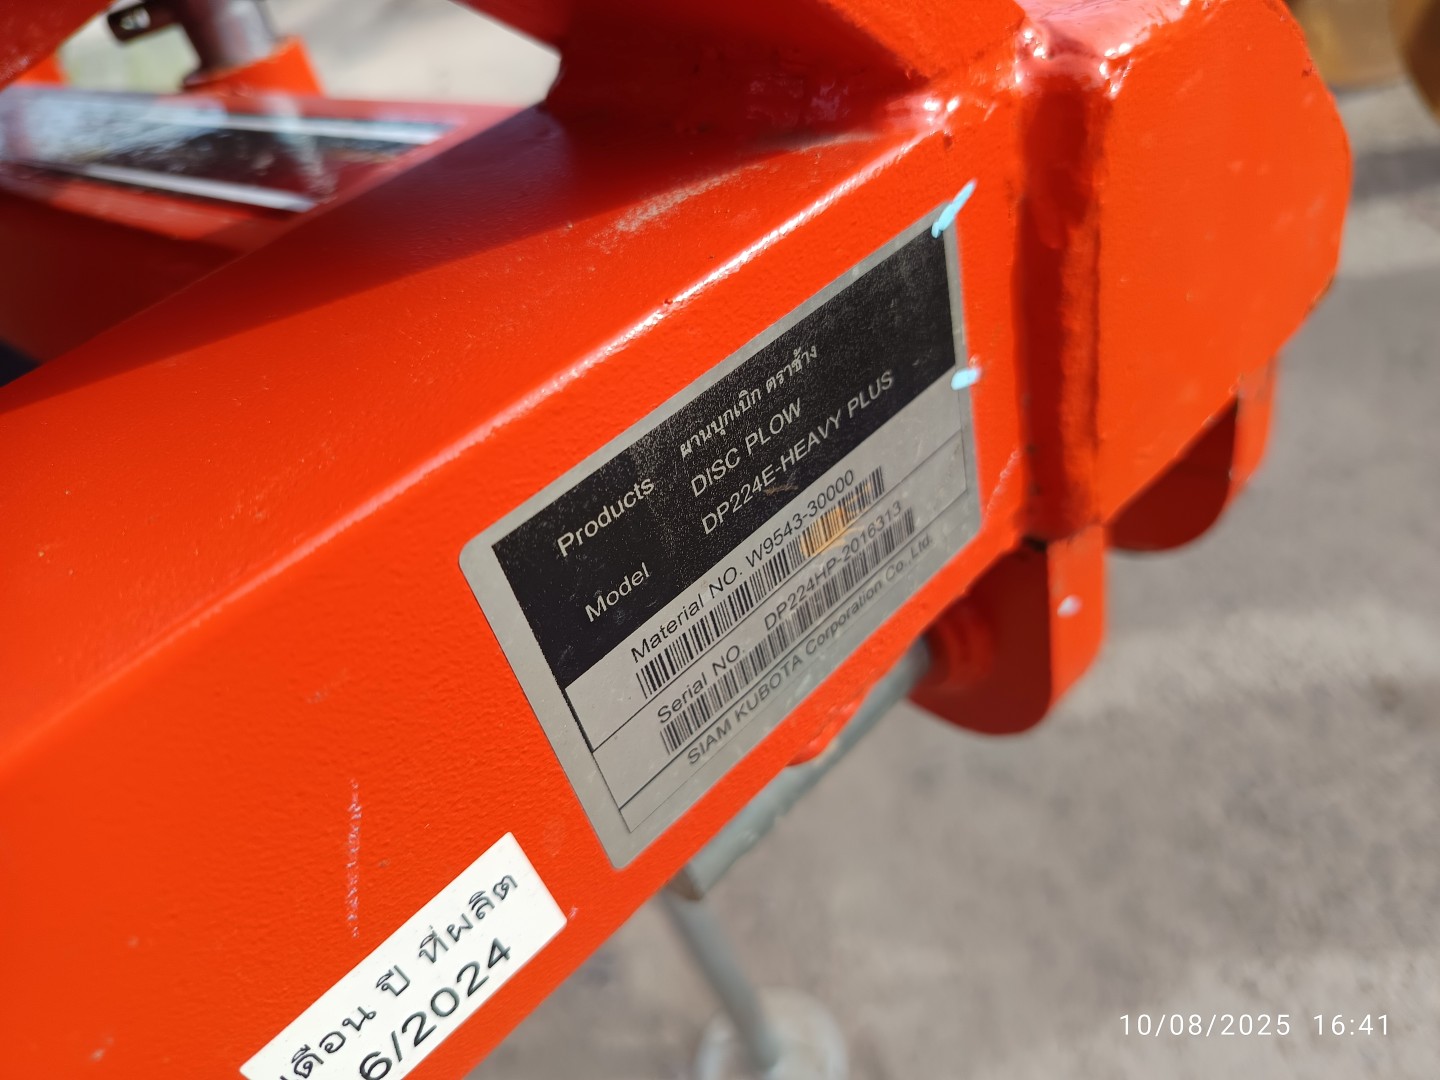 Products ผานบุกเบิก ตราช้าง
DISC PLOW
Model DP224E-HEAVY PLUS
Material NO. W9543-30000
Serial NO. DP224HP-2016313
SIAM KUBOTA Corporation Co.,Ltd.
เดือน ปี ที่ผลิต
6/2024
10/08/2025 16:41